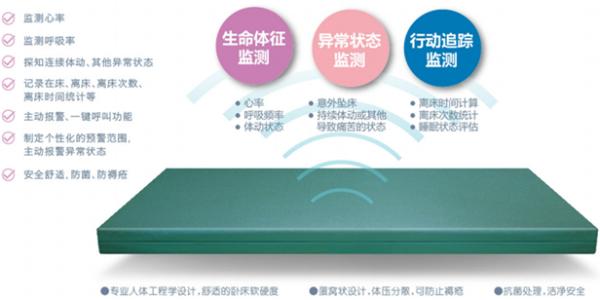 监测心率
监测呼吸率
探知连续体动、其他异常状态
记录在床、离床、离床次数、
离床时间统计等
主动报警、一键呼叫功能
制定个性化的预警范围,
主动报警异常状态
安全舒适,防菌、防褥疮
生命体征
监测
●心率
●呼吸频率
●体动状态
异常状态
监测
●意外坠床
●持续体动或其他
导致痛苦的状态
行动追踪
监测
●离床时间计算
●离床次数统计
●睡眠状态评估
●专业人体工程学设计,舒适的卧床软硬度
●蛋窝状设计,体压分散,可防止褥疮
●抗菌处理,洁净安全